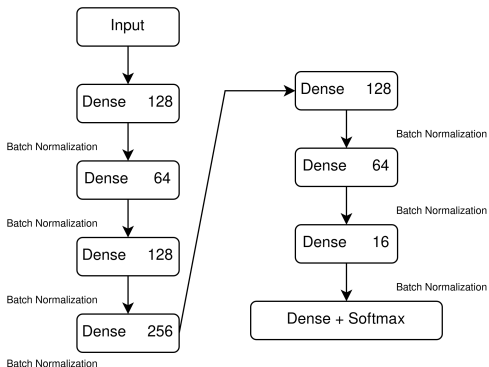 Input
Dense 128
Batch Normalization
Dense 64
Batch Normalization
Dense 128
Batch Normalization
Dense 256
Batch Normalization
Dense 128
Batch Normalization
Dense 64
Batch Normalization
Dense 16
Batch Normalization
Dense + Softmax